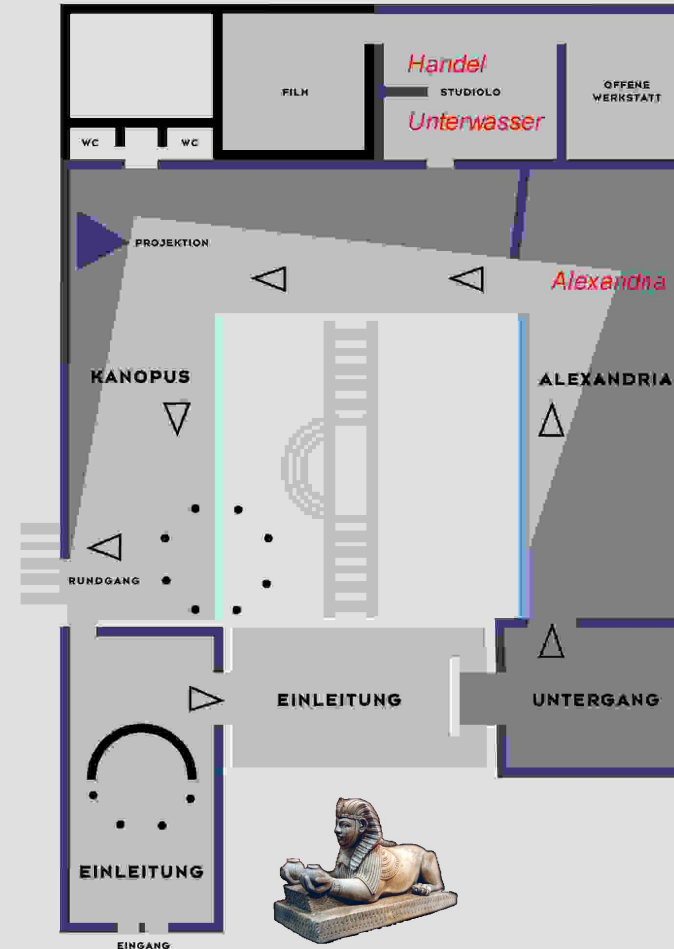 Handel
FILM
STUDIOLO
OFFENE
WERKSTATT
Unterwasser
WC
WC
PROJEKTION
Alexandria
KANOPUS
ALEXANDRIA
RUNDGANG
EINLEITUNG
UNTERGANG
EINLEITUNG
EINGANG